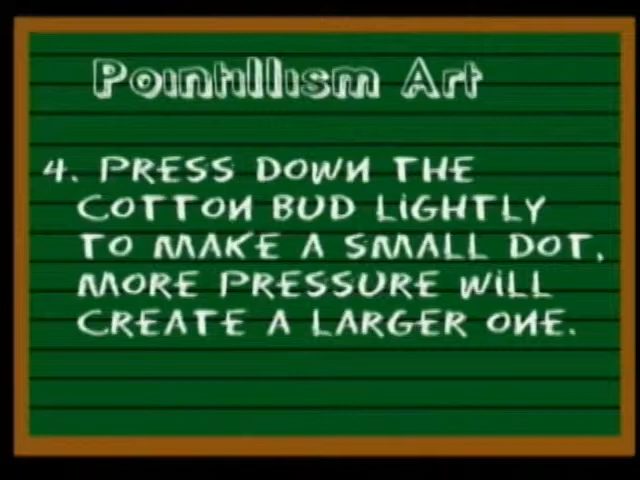 Pointillism Art
4. PRESS DOWN THE
COTTON BUD LIGHTLY
TO MAKE A SMALL DOT,
MORE PRESSURE WILL
CREATE A LARGER ONE.